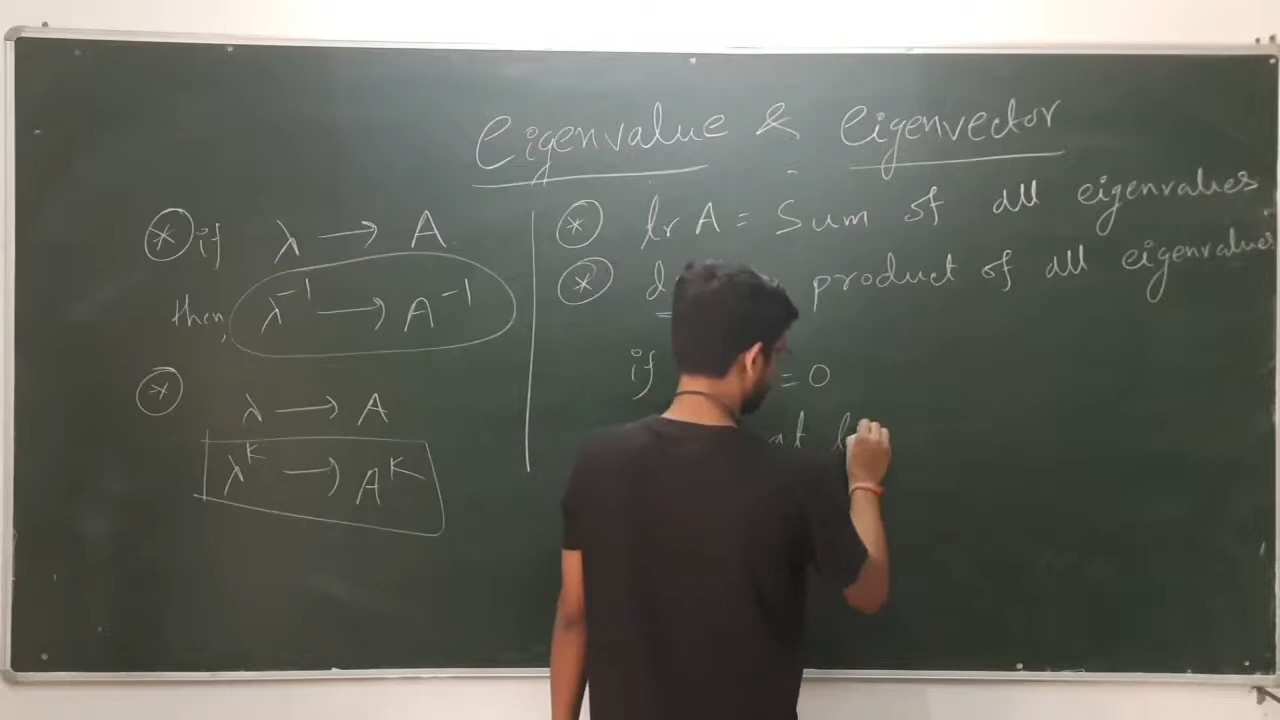 Eigenvalue & Eigenvector
⊛ if λ → A
then, λ⁻¹ → A⁻¹
⊛
λ → A
λᴷ → Aᴷ
⊛ tr A = Sum of all eigenvalues
⊛ product of all eigenvalues
if = 0
at